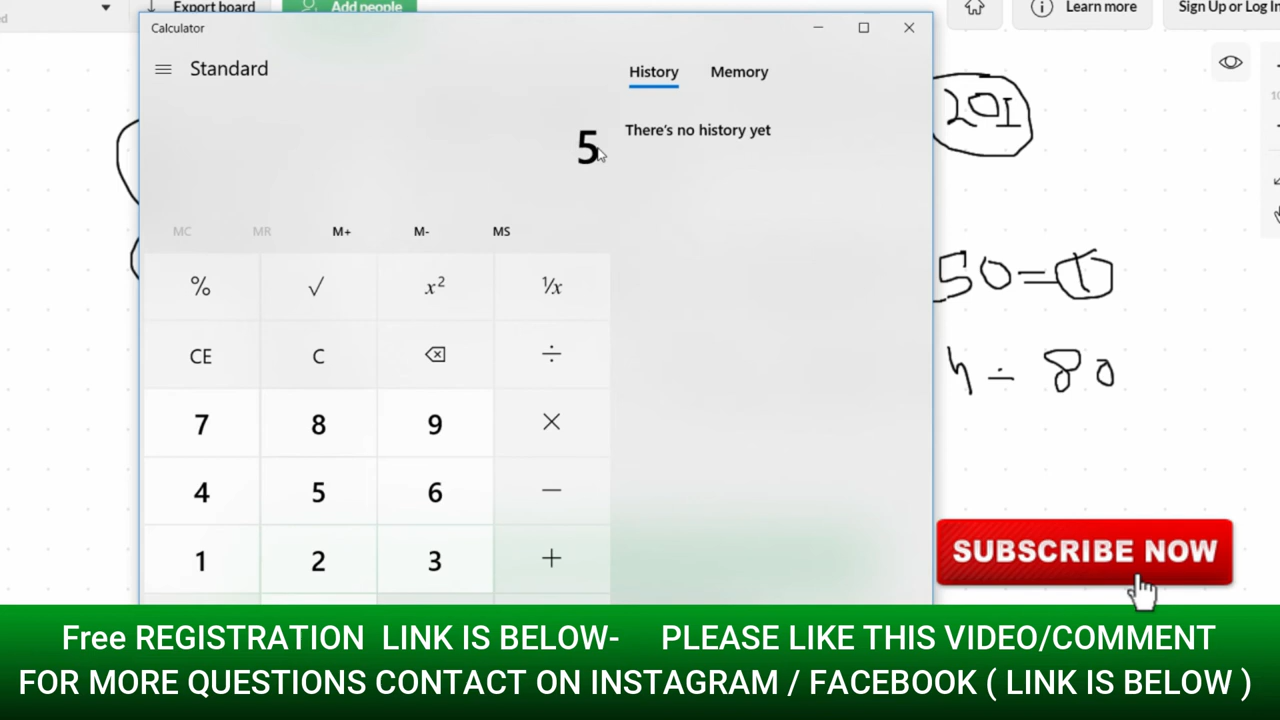 Export board
Add people
Learn more
Sign Up or Log In
Calculator
Standard
History Memory
There's no history yet
5
MC MR M+ M- MS
% √ x² ¹/x
CE C ÷
7 8 9 ×
4 5 6 −
1 2 3 +
201
50=0
80
SUBSCRIBE NOW
Free REGISTRATION LINK IS BELOW- PLEASE LIKE THIS VIDEO/COMMENT
FOR MORE QUESTIONS CONTACT ON INSTAGRAM / FACEBOOK ( LINK IS BELOW )